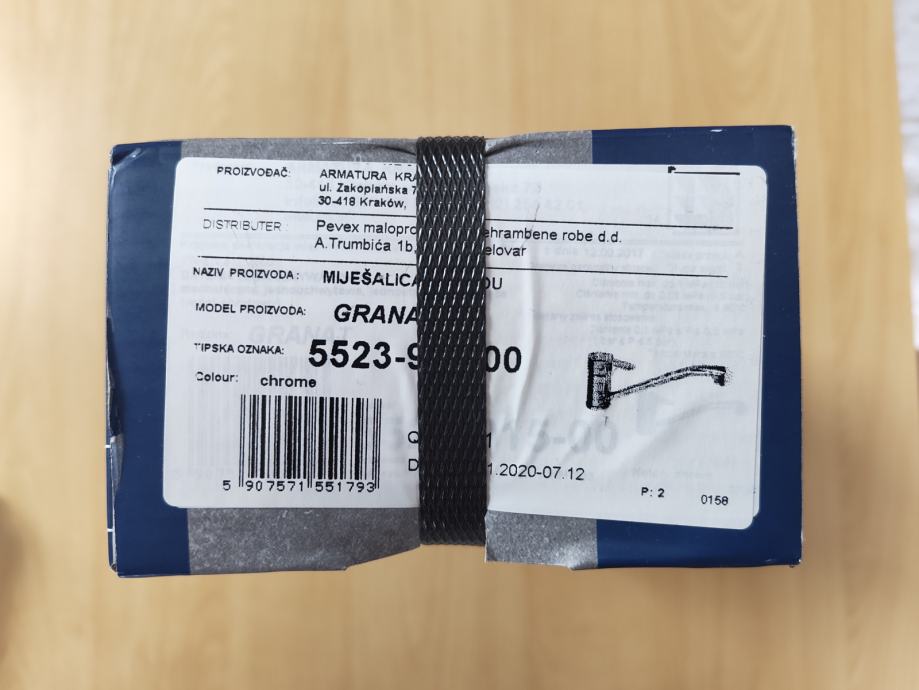 PROIZVOĐAČ: ARMATURA KRA
ul. Zakopiańska 7
30-418 Kraków,
DISTRIBUTER : Pevex malopro ehrambene robe d.d.
A.Trumbića 1b, elovar
NAZIV PROIZVODA : MIJEŠALICA DU
MODEL PROIZVODA: GRANA
TIPSKA OZNAKA: 5523-9 00
Colour: chrome
Q 1
D 1.2020-07.12
5 907571 551793
P: 2 0158